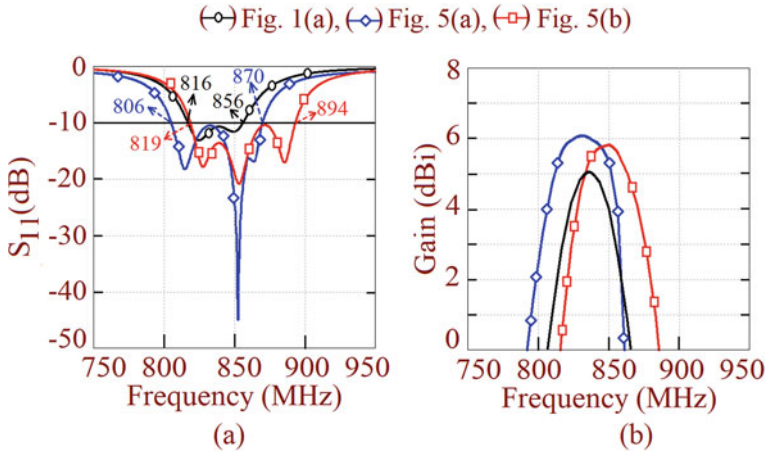 Fig. 1(a), Fig. 5(a), Fig. 5(b)
0
-10
-20
-30
-40
-50
S11(dB)
806
816
819
856
870
894
750 800 850 900 950
Frequency (MHz)
(a)
8
6
4
2
0
Gain (dBi)
750 800 850 900 950
Frequency (MHz)
(b)